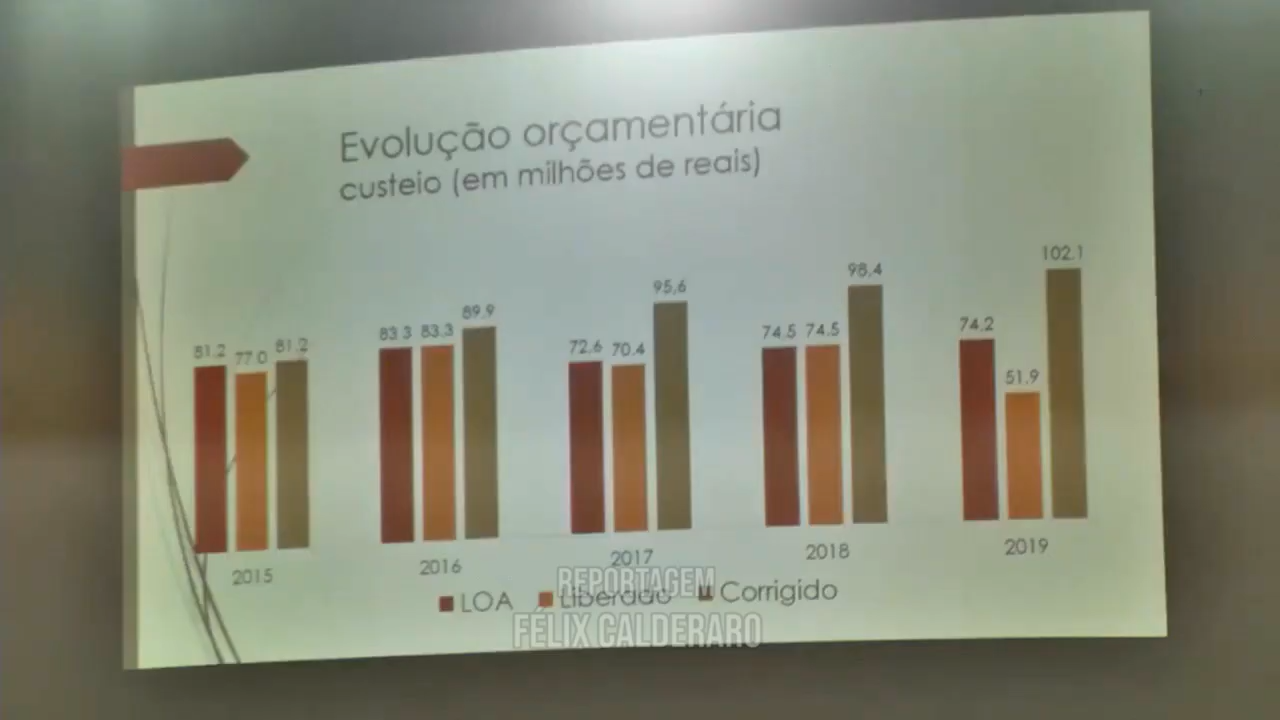 Evolução orçamentária
custeio (em milhões de reais)
81.2 77.0 81.2
83.3 83.3 89.9
72.6 70.4 95,6
74.5 74.5 98,4
74.2 51.9 102.1
2015 2016 2017 2018 2019
LOA Liberado Corrigido
REPORTAGEM
FÉLIX CALDERARO